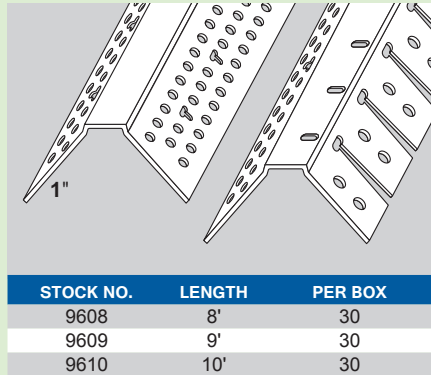 1"
STOCK NO. LENGTH PER BOX
9608 8' 30
9609 9' 30
9610 10' 30